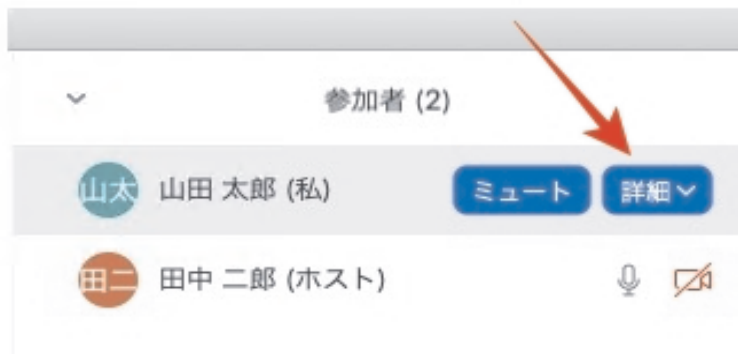 参加者 (2)
山太 山田 太郎 (私) ミュート 詳細
田二 田中 二郎 (ホスト)